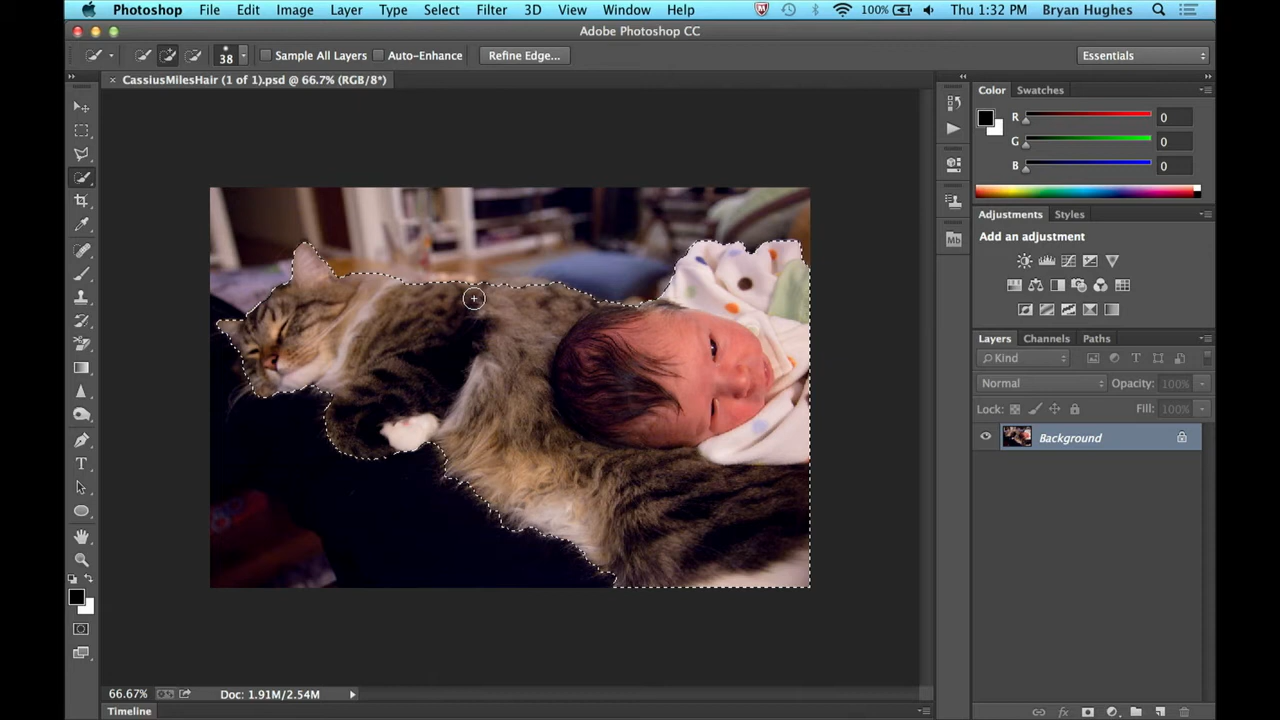 Photoshop File Edit Image Layer Type Select Filter 3D View Window Help 100% Thu 1:32 PM Bryan Hughes
Adobe Photoshop CC
38 Sample All Layers Auto-Enhance Refine Edge... Essentials
× CassiusMilesHair (1 of 1).psd @ 66.7% (RGB/8*)
Color Swatches
R 0
G 0
B 0
Adjustments Styles
Add an adjustment
Mb
Layers Channels Paths
Kind
Normal Opacity: 100%
Lock: Fill: 100%
Background
T
66.67% Doc: 1.91M/2.54M
Timeline
fx